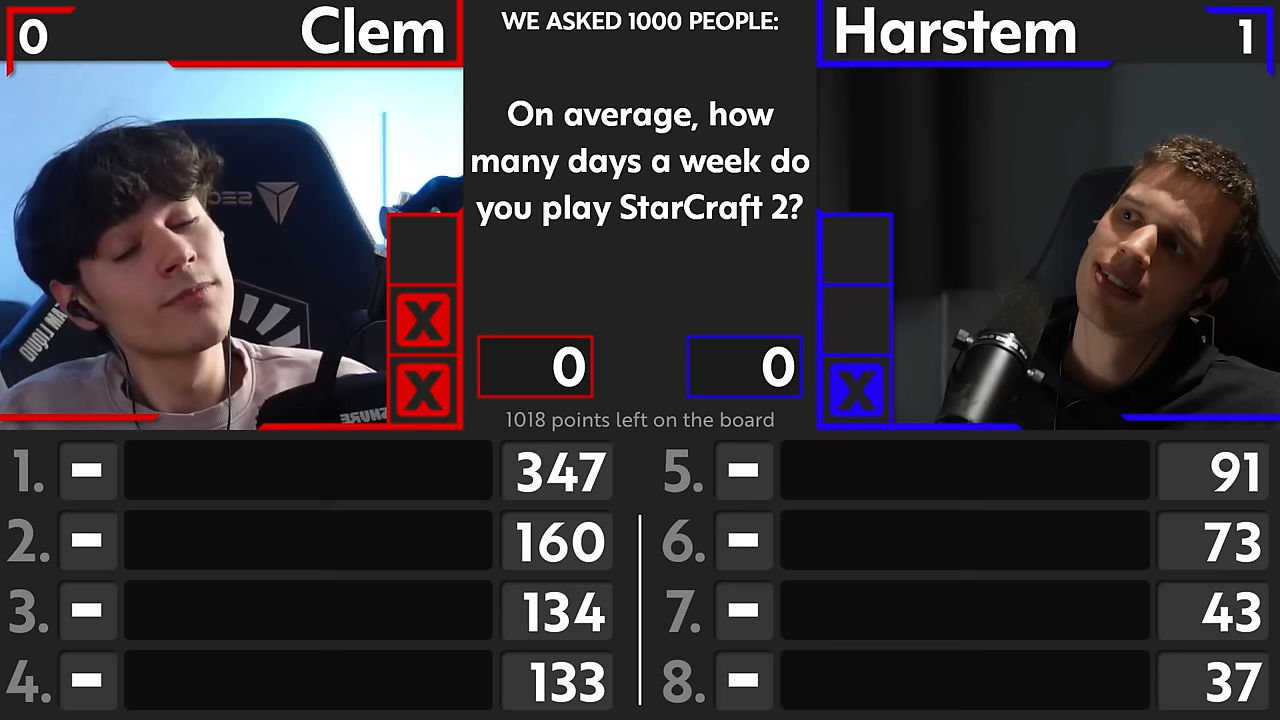 0
Clem
WE ASKED 1000 PEOPLE:
Harstem
1
On average, how
many days a week do
you play StarCraft 2?
X
X
X
0
0
1018 points left on the board
1. - 347
2. - 160
3. - 134
4. - 133
5. - 91
6. - 73
7. - 43
8. - 37